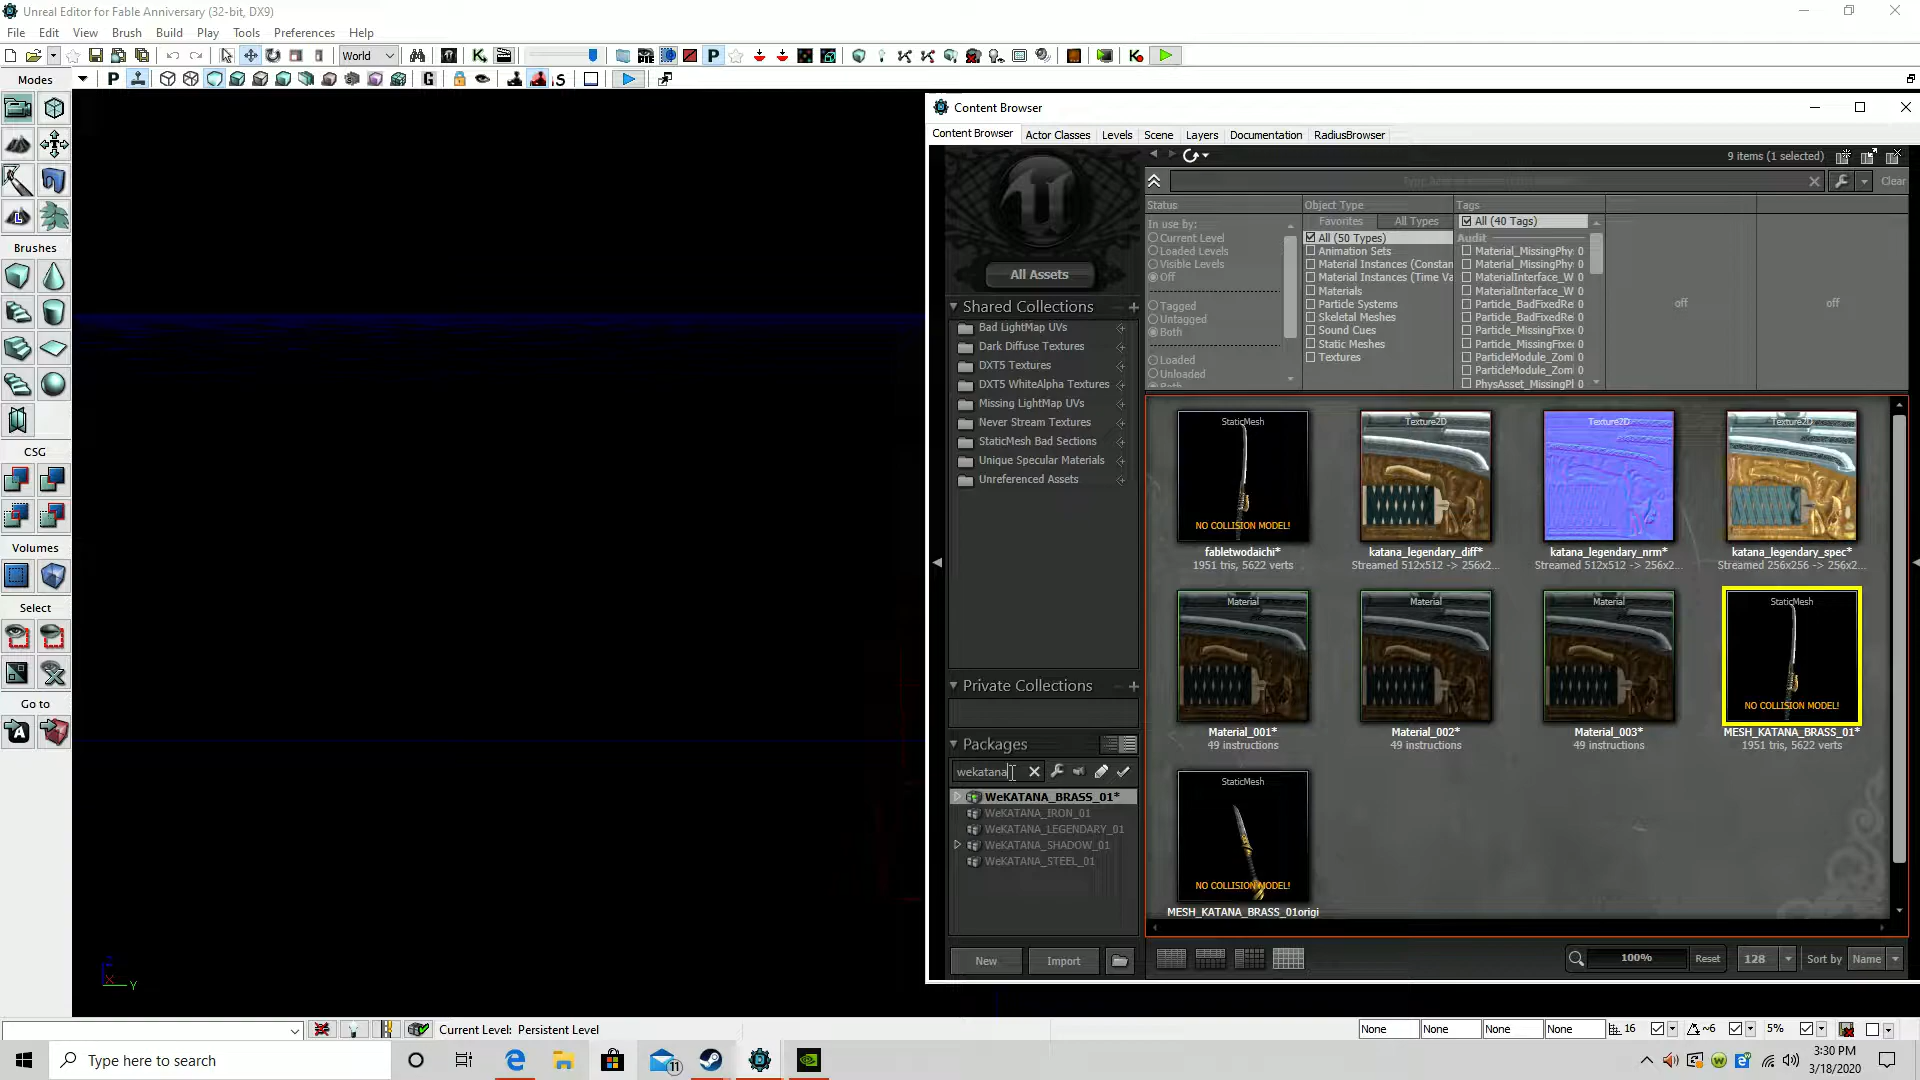 Unreal Editor for Fable Anniversary (32-bit, DX9)
File Edit View Brush Build Play Tools Preferences Help
World
Modes
Brushes
CSG
Volumes
Select
Go to
Content Browser
Content Browser Actor Classes Levels Scene Layers Documentation RadiusBrowser
9 items (1 selected)
Clear
All Assets
Shared Collections
Bad LightMap UVs
Dark Diffuse Textures
DXT5 Textures
DXT5 WhiteAlpha Textures
Missing LightMap UVs
Never Stream Textures
StaticMesh Bad Sections
Unique Specular Materials
Unreferenced Assets
Private Collections
Packages
wekatana
WeKATANA_BRASS_01*
WeKATANA_IRON_01
WeKATANA_LEGENDARY_01
WeKATANA_SHADOW_01
WeKATANA_STEEL_01
New Import
Status
In use by:
Current Level
Loaded Levels
Visible Levels
Off
Tagged
Untagged
Both
Loaded
Unloaded
Both
Object Type
Favorites All Types
All (50 Types)
Animation Sets
Material Instances (Constan
Material Instances (Time Va
Materials
Particle Systems
Skeletal Meshes
Sound Cues
Static Meshes
Textures
Tags
All (40 Tags)
Audit
Material_MissingPhy 0
Material_MissingPhy 0
MaterialInterface_W 0
MaterialInterface_W 0
Particle_BadFixedRe 0
Particle_BadFixedRe 0
Particle_MissingFixe 0
Particle_MissingFixe 0
ParticleModule_Zom 0
ParticleModule_Zom 0
PhysAsset_MissingPl 0
off off
StaticMesh Texture2D Texture2D Texture2D
NO COLLISION MODEL!
fabletwodaichi* katana_legendary_diff* katana_legendary_nrm* katana_legendary_spec*
1951 tris, 5622 verts Streamed 512x512 -> 256x2... Streamed 512x512 -> 256x2... Streamed 256x256 -> 256x2...
Material Material Material StaticMesh
NO COLLISION MODEL!
Material_001* Material_002* Material_003* MESH_KATANA_BRASS_01*
49 instructions 49 instructions 49 instructions 1951 tris, 5622 verts
StaticMesh
NO COLLISION MODEL!
MESH_KATANA_BRASS_01origi
100% Reset 128 Sort by Name
Z
X Y
Current Level: Persistent Level
None None None None 16 ~6 5%
Type here to search
11
3:30 PM
3/18/2020